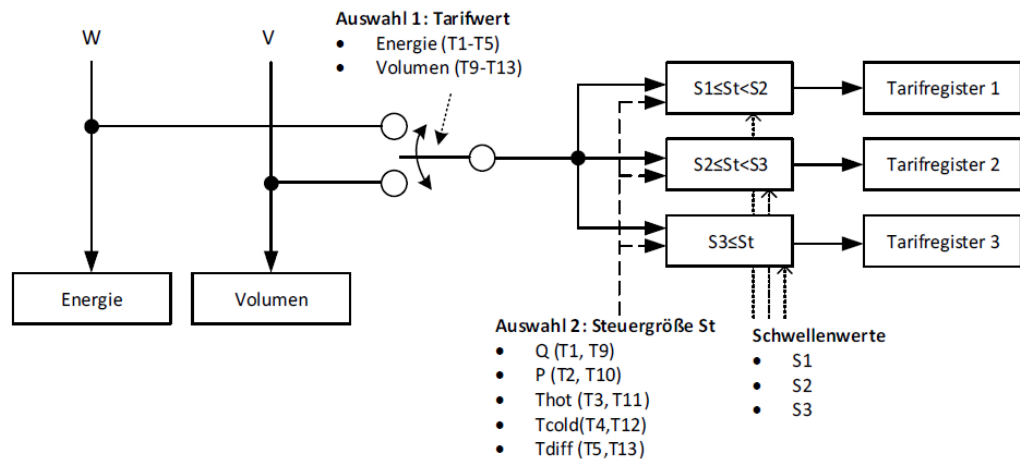 Auswahl 1: Tarifwert
• Energie (T1-T5)
• Volumen (T9-T13)
W
V
S1≤St<S2
Tarifregister 1
S2≤St<S3
Tarifregister 2
S3≤St
Tarifregister 3
Energie
Volumen
Auswahl 2: Steuergröße St
• Q (T1, T9)
• P (T2, T10)
• Thot (T3, T11)
• Tcold(T4,T12)
• Tdiff (T5,T13)
Schwellenwerte
• S1
• S2
• S3